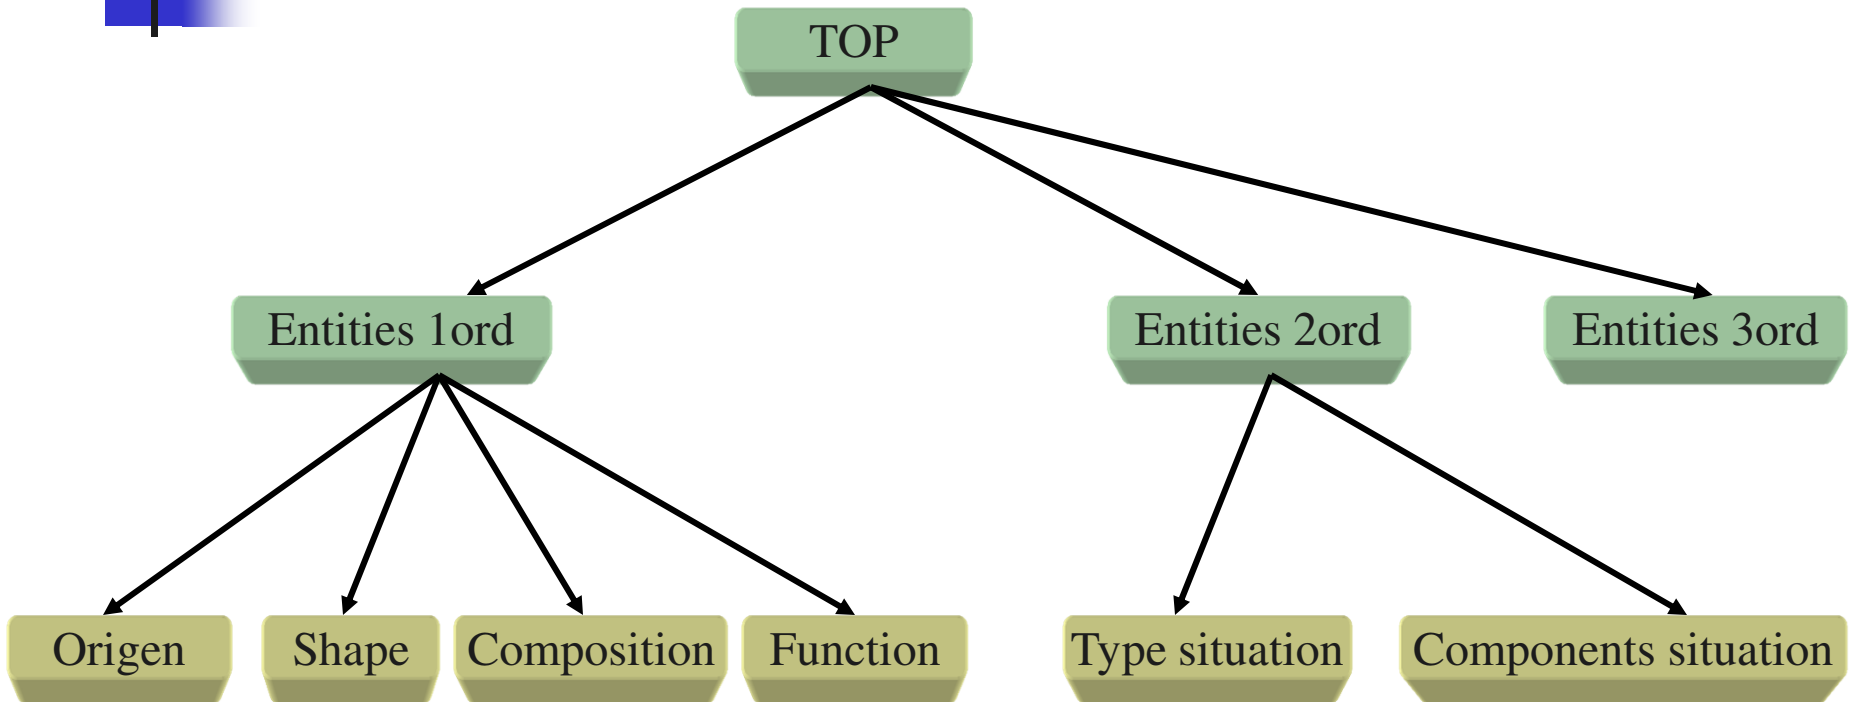 TOP
Entities 1ord
Entities 2ord
Entities 3ord
Origen
Shape
Composition
Function
Type situation
Components situation